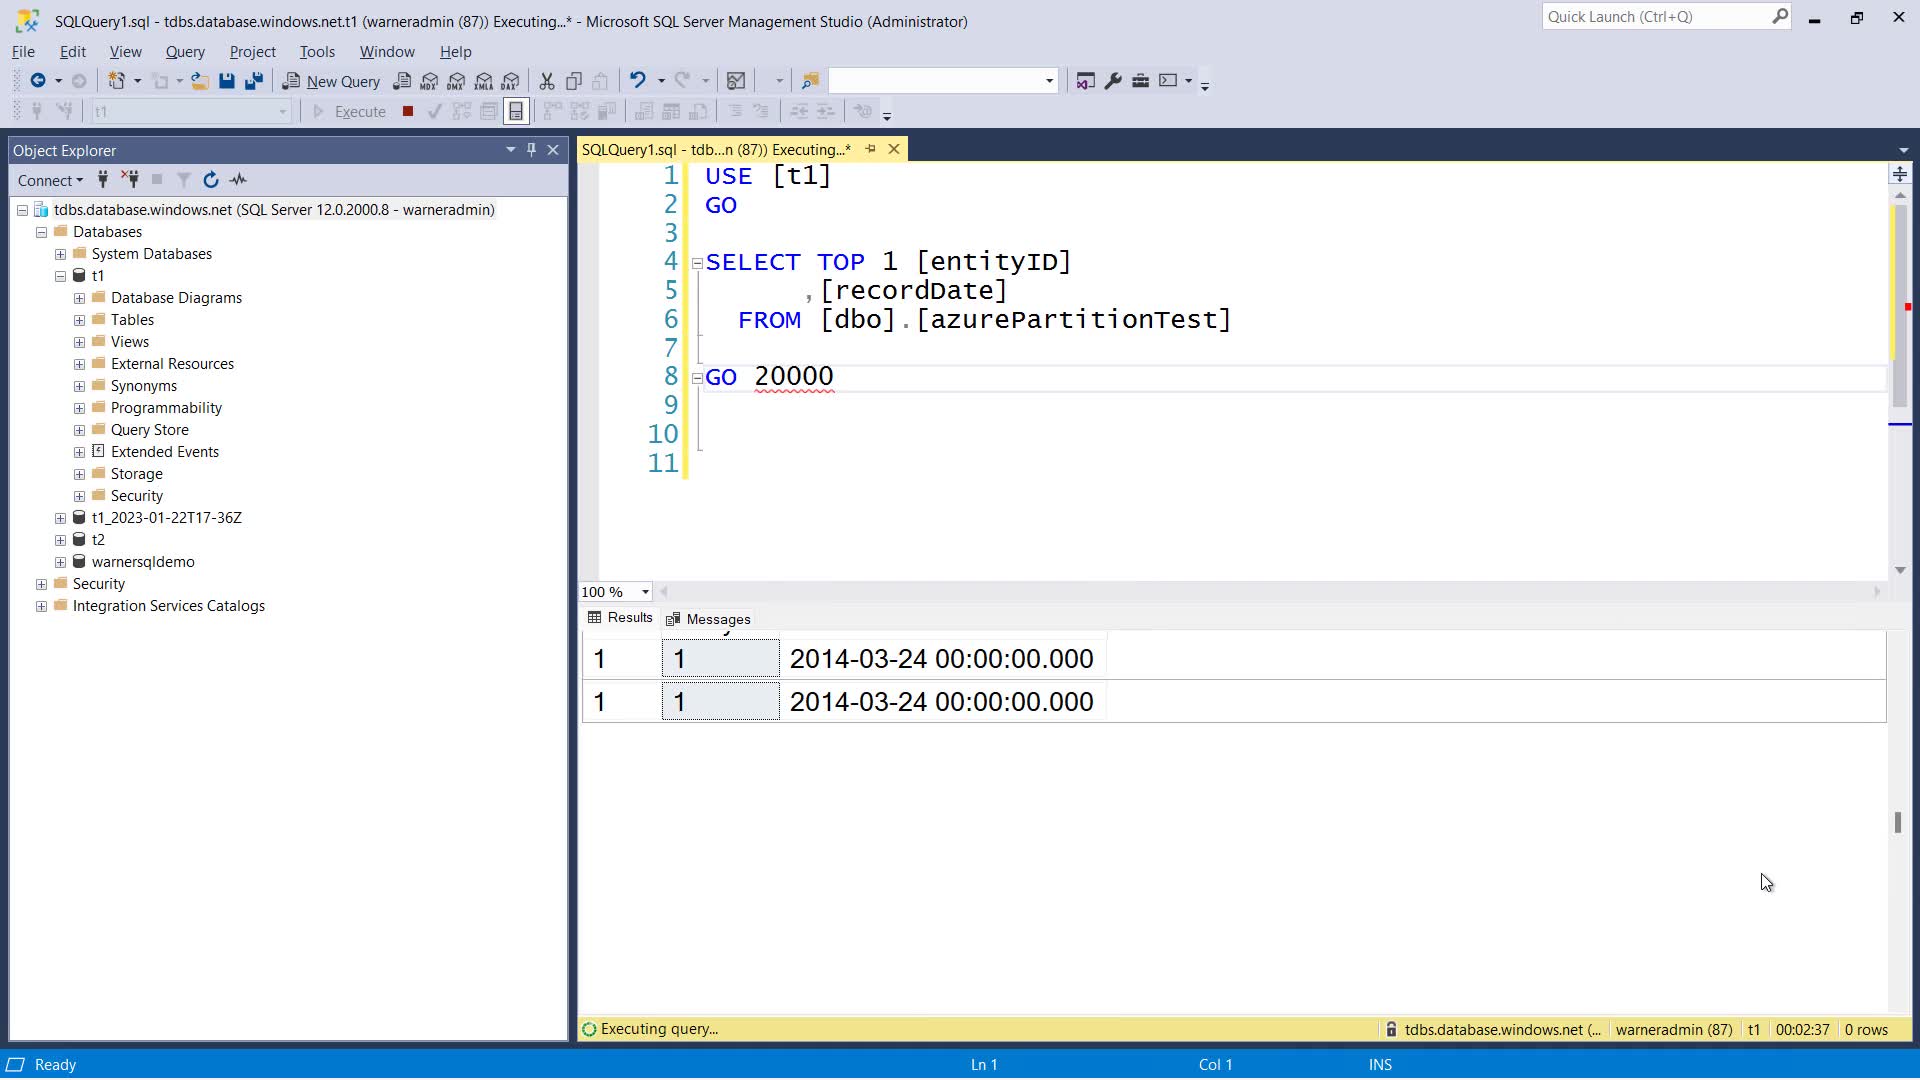 SQLQuery1.sql - tdbs.database.windows.net.t1 (warneradmin (87)) Executing...* - Microsoft SQL Server Management Studio (Administrator)
Quick Launch (Ctrl+Q)
File Edit View Query Project Tools Window Help
New Query
MDX DMX XMLA DAX
t1
Execute
Object Explorer
SQLQuery1.sql - tdb...n (87)) Executing...*
Connect
tdbs.database.windows.net (SQL Server 12.0.2000.8 - warneradmin)
Databases
System Databases
t1
Database Diagrams
Tables
Views
External Resources
Synonyms
Programmability
Query Store
Extended Events
Storage
Security
t1_2023-01-22T17-36Z
t2
warnersqldemo
Security
Integration Services Catalogs
1 USE [t1]
2 GO
3
4 SELECT TOP 1 [entityID]
5 ,[recordDate]
6 FROM [dbo].[azurePartitionTest]
7
8 GO 20000
9
10
11
100 %
Results Messages
1 1 2014-03-24 00:00:00.000
1 1 2014-03-24 00:00:00.000
Executing query... tdbs.database.windows.net (... warneradmin (87) t1 00:02:37 0 rows
Ready Ln 1 Col 1 INS